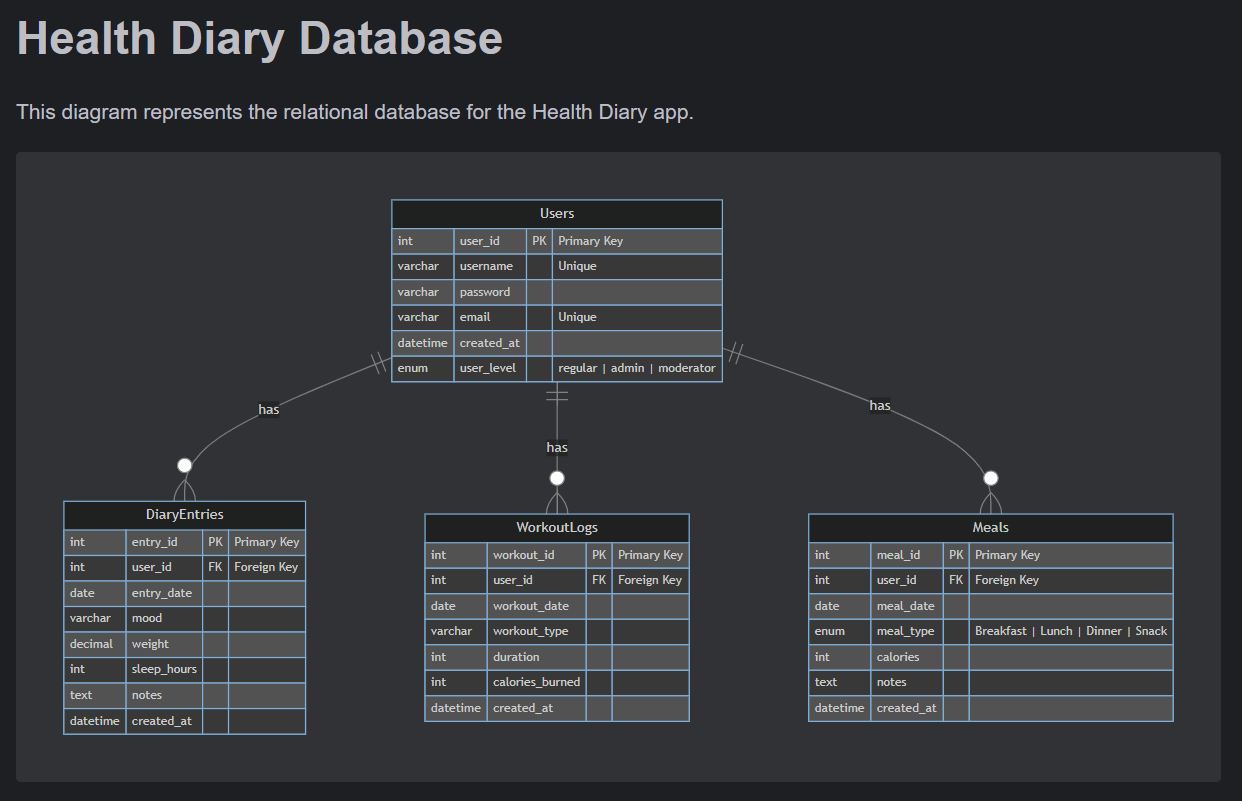 Health Diary Database
This diagram represents the relational database for the Health Diary app.
Users
int user_id PK Primary Key
varchar username Unique
varchar password
varchar email Unique
datetime created_at
enum user_level regular | admin | moderator
has
has
has
DiaryEntries
int entry_id PK Primary Key
int user_id FK Foreign Key
date entry_date
varchar mood
decimal weight
int sleep_hours
text notes
datetime created_at
WorkoutLogs
int workout_id PK Primary Key
int user_id FK Foreign Key
date workout_date
varchar workout_type
int duration
int calories_burned
datetime created_at
Meals
int meal_id PK Primary Key
int user_id FK Foreign Key
date meal_date
enum meal_type Breakfast | Lunch | Dinner | Snack
int calories
text notes
datetime created_at